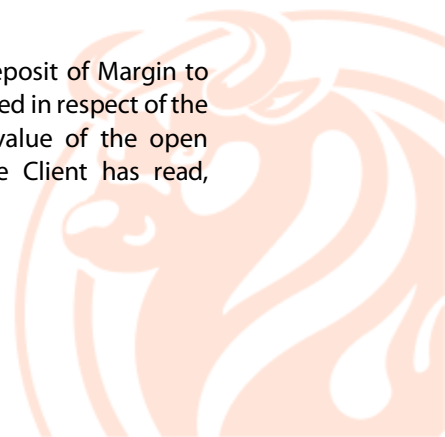 eposit of Margin to
ed in respect of the
value of the open
e Client has read,